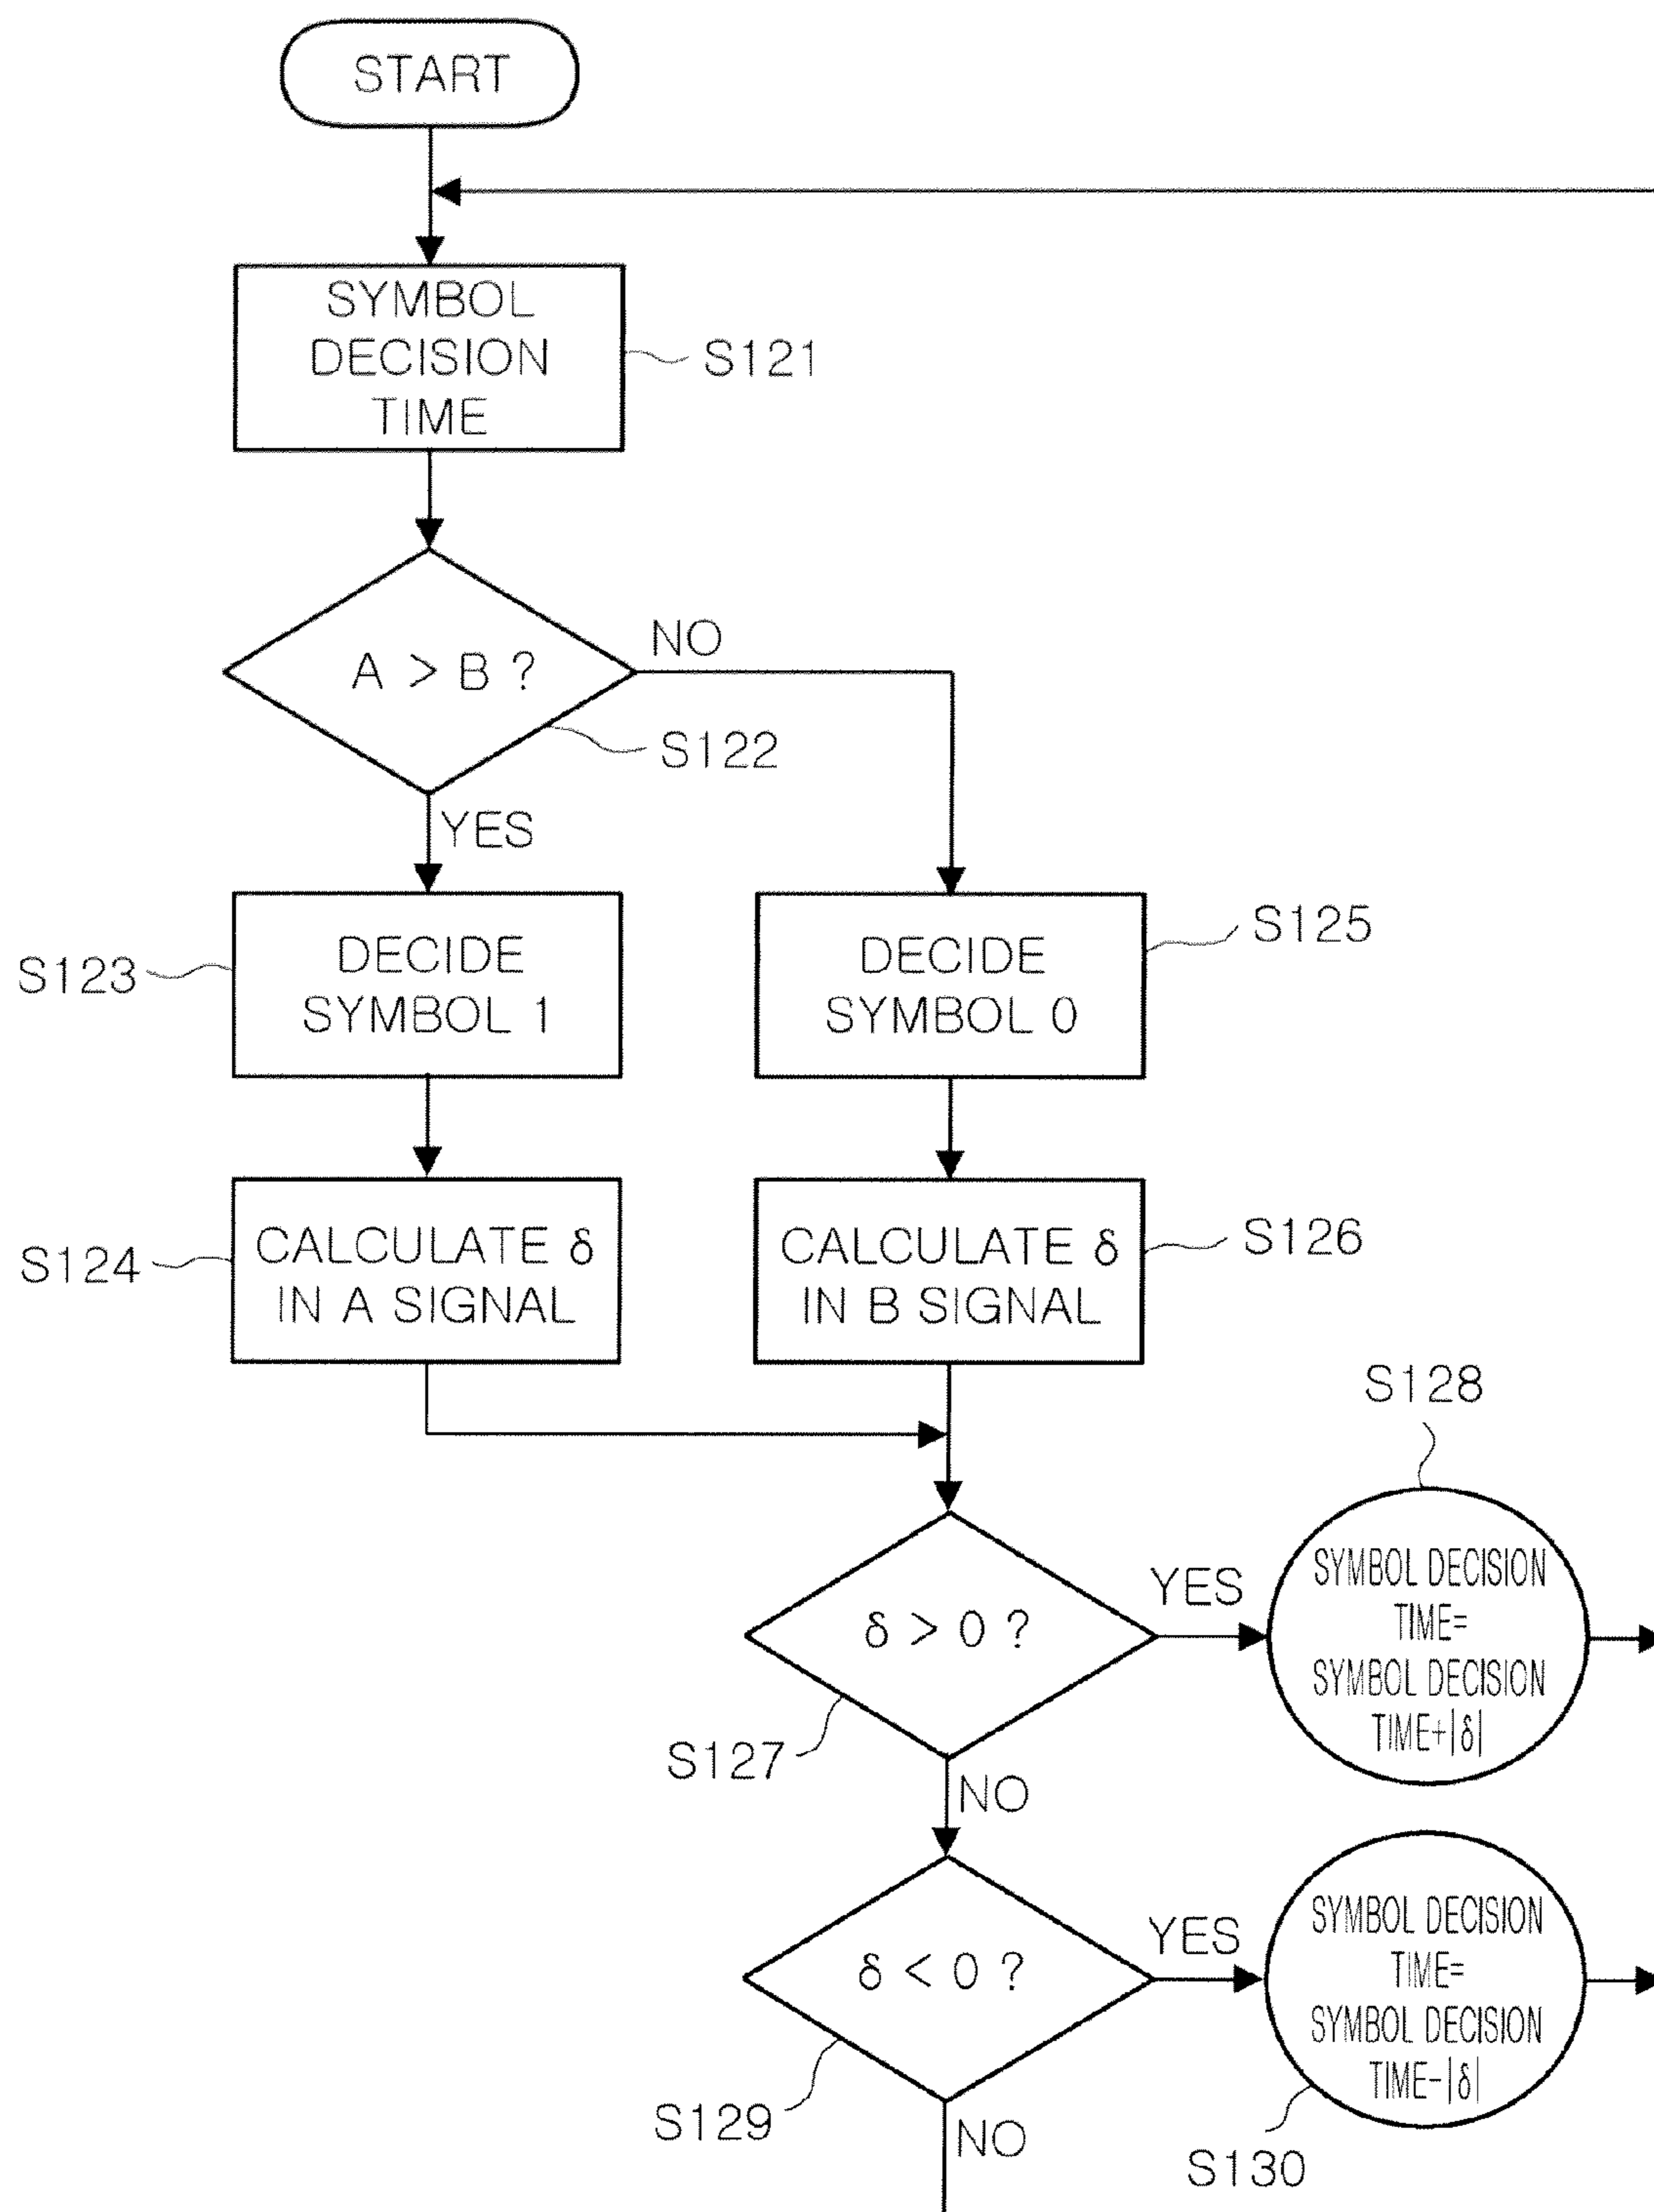 START
SYMBOL
DECISION
TIME
S121
A > B ?
NO
S122
YES
S123
DECIDE
SYMBOL 1
DECIDE
SYMBOL 0
S125
S124
CALCULATE δ
IN A SIGNAL
CALCULATE δ
IN B SIGNAL
S126
S128
δ > 0 ?
YES
SYMBOL DECISION
TIME=
SYMBOL DECISION
TIME+|δ|
S127
NO
δ < 0 ?
YES
SYMBOL DECISION
TIME=
SYMBOL DECISION
TIME-|δ|
S129
NO
S130